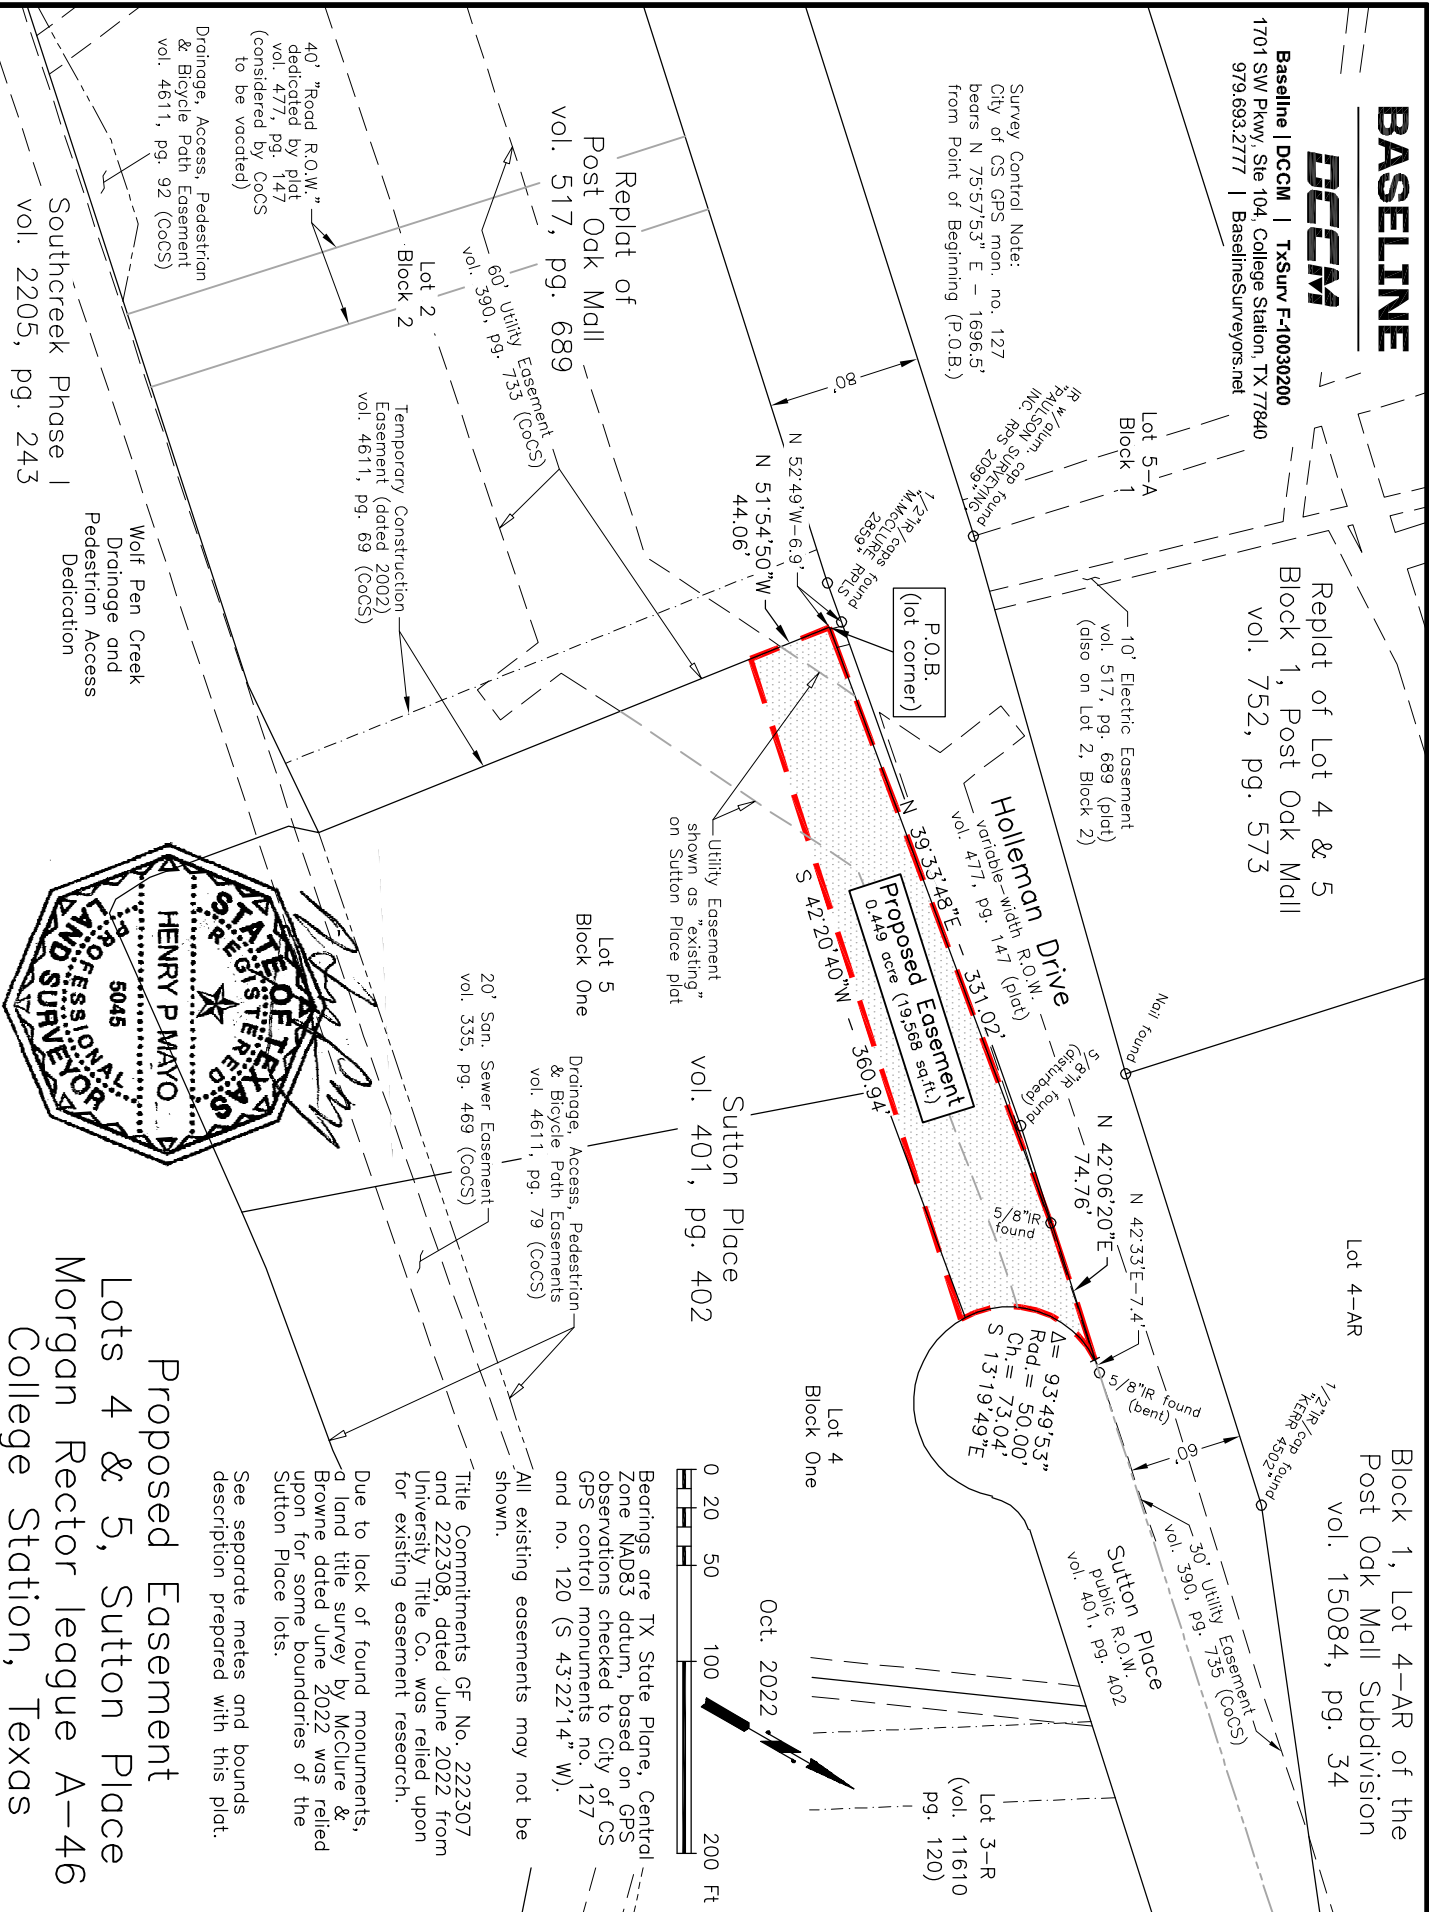 BASELINE
DCCM
Baseline | DCCM | TxSurv F-10030200
1701 SW Pkwy, Ste 104, College Station, TX 77840
979.693.2777 | BaselineSurveyors.net
Survey Control Note:
City of CS GPS mon. no. 127
bears N 75°57'53" E - 1696.5'
from Point of Beginning (P.O.B.)
Lot 5-A
Block 1
Replat of Lot 4 & 5
Block 1, Post Oak Mall
vol. 752, pg. 573
10' Electric Easement
vol. 517, pg. 689 (plat)
(also on Lot 2, Block 2)
IR w/alum. cap found
"PAULSON SURVEYING
INC. RPS 2099"
80'
1/2"IR/caps found
"M.McCLURE RPLS
2859"
N 52°49'W-6.9'
N 51°54'50"W
44.06'
P.O.B.
(lot corner)
Holleman Drive
variable-width R.O.W.
vol. 477, pg. 147 (plat)
Nail found
Lot 4-AR
Block 1, Lot 4-AR of the
Post Oak Mall Subdivision
vol. 15084, pg. 34
1/2"IR/cap found
"KERR 4502"
60'
N 42°33'E-7.4'
N 42°06'20"E
74.76'
5/8"IR found
(disturbed)
5/8"IR
found
5/8"IR found
(bent)
N 39°33'48"E - 331.02'
Proposed Easement
0.449 acre (19,568 sq.ft.)
S 42°20'40"W - 360.94'
Δ= 93°49'53"
Rad.= 50.00'
Ch.= 73.04'
S 13°19'49"E
30' Utility Easement
vol. 390, pg. 735 (CoCS)
Sutton Place
public R.O.W.
vol. 401, pg. 402
Lot 3-R
(vol. 11610
pg. 120)
Replat of
Post Oak Mall
vol. 517, pg. 689
60' Utility Easement
vol. 390, pg. 733 (CoCS)
Lot 2
Block 2
40' "Road R.O.W."
dedicated by plat
vol. 477, pg. 147
(considered by CoCS
to be vacated)
Drainage, Access, Pedestrian
& Bicycle Path Easement
vol. 4611, pg. 92 (CoCS)
Southcreek Phase I
vol. 2205, pg. 243
Temporary Construction
Easement (dated 2002)
vol. 4611, pg. 69 (CoCS)
Wolf Pen Creek
Drainage and
Pedestrian Access
Dedication
Utility Easement
shown as "existing"
on Sutton Place plat
Lot 5
Block One
Sutton Place
vol. 401, pg. 402
Drainage, Access, Pedestrian
& Bicycle Path Easements
vol. 4611, pg. 79 (CoCS)
20' San. Sewer Easement
vol. 335, pg. 469 (CoCS)
Lot 4
Block One
STATE OF TEXAS
REGISTERED
HENRY P MAYO
5045
PROFESSIONAL
LAND SURVEYOR
Oct. 2022
0 20 50 100 200 Ft
Bearings are TX State Plane, Central
Zone NAD83 datum, based on GPS
observations checked to City of CS
GPS control monuments no. 127
and no. 120 (S 43°22'14" W).
All existing easements may not be
shown.
Title Commitments GF No. 222307
and 222308, dated June 2022 from
University Title Co. was relied upon
for existing easement research.
Due to lack of found monuments,
a land title survey by McClure &
Browne dated June 2022 was relied
upon for some boundaries of the
Sutton Place lots.
See separate metes and bounds
description prepared with this plat.
Proposed Easement
Lots 4 & 5, Sutton Place
Morgan Rector league A-46
College Station, Texas